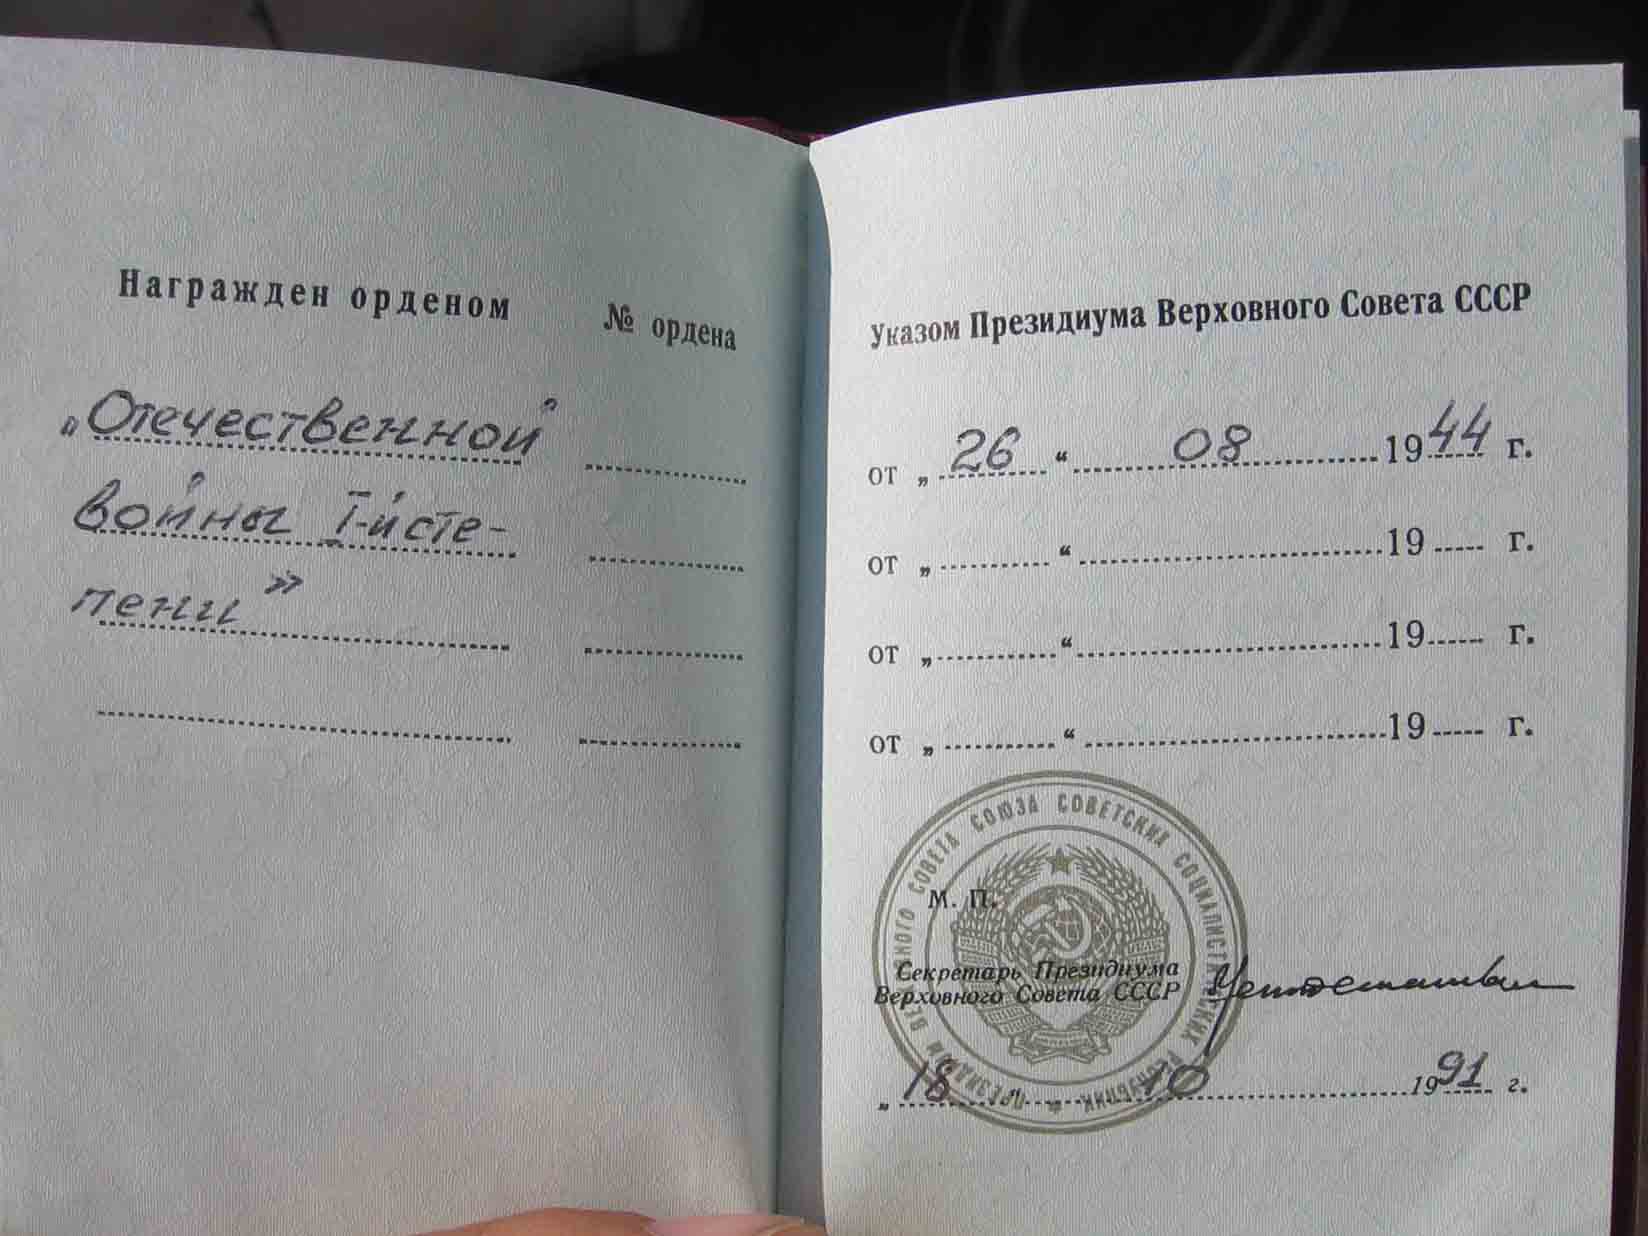 Награжден орденом
№ ордена
„Отечественной
войны I-й сте-
пени»
Указом Президиума Верховного Совета СССР
от „ 26 “ 08 1944 г.
от „ “ 19 г.
от „ “ 19 г.
от „ “ 19 г.
ПРЕЗИДИУМ ВЕРХОВНОГО СОВЕТА СОЮЗА СОВЕТСКИХ СОЦИАЛИСТИЧЕСКИХ РЕСПУБЛИК
М. П.
Секретарь Президиума
Верховного Совета СССР
„ 18 “ 10 1991 г.